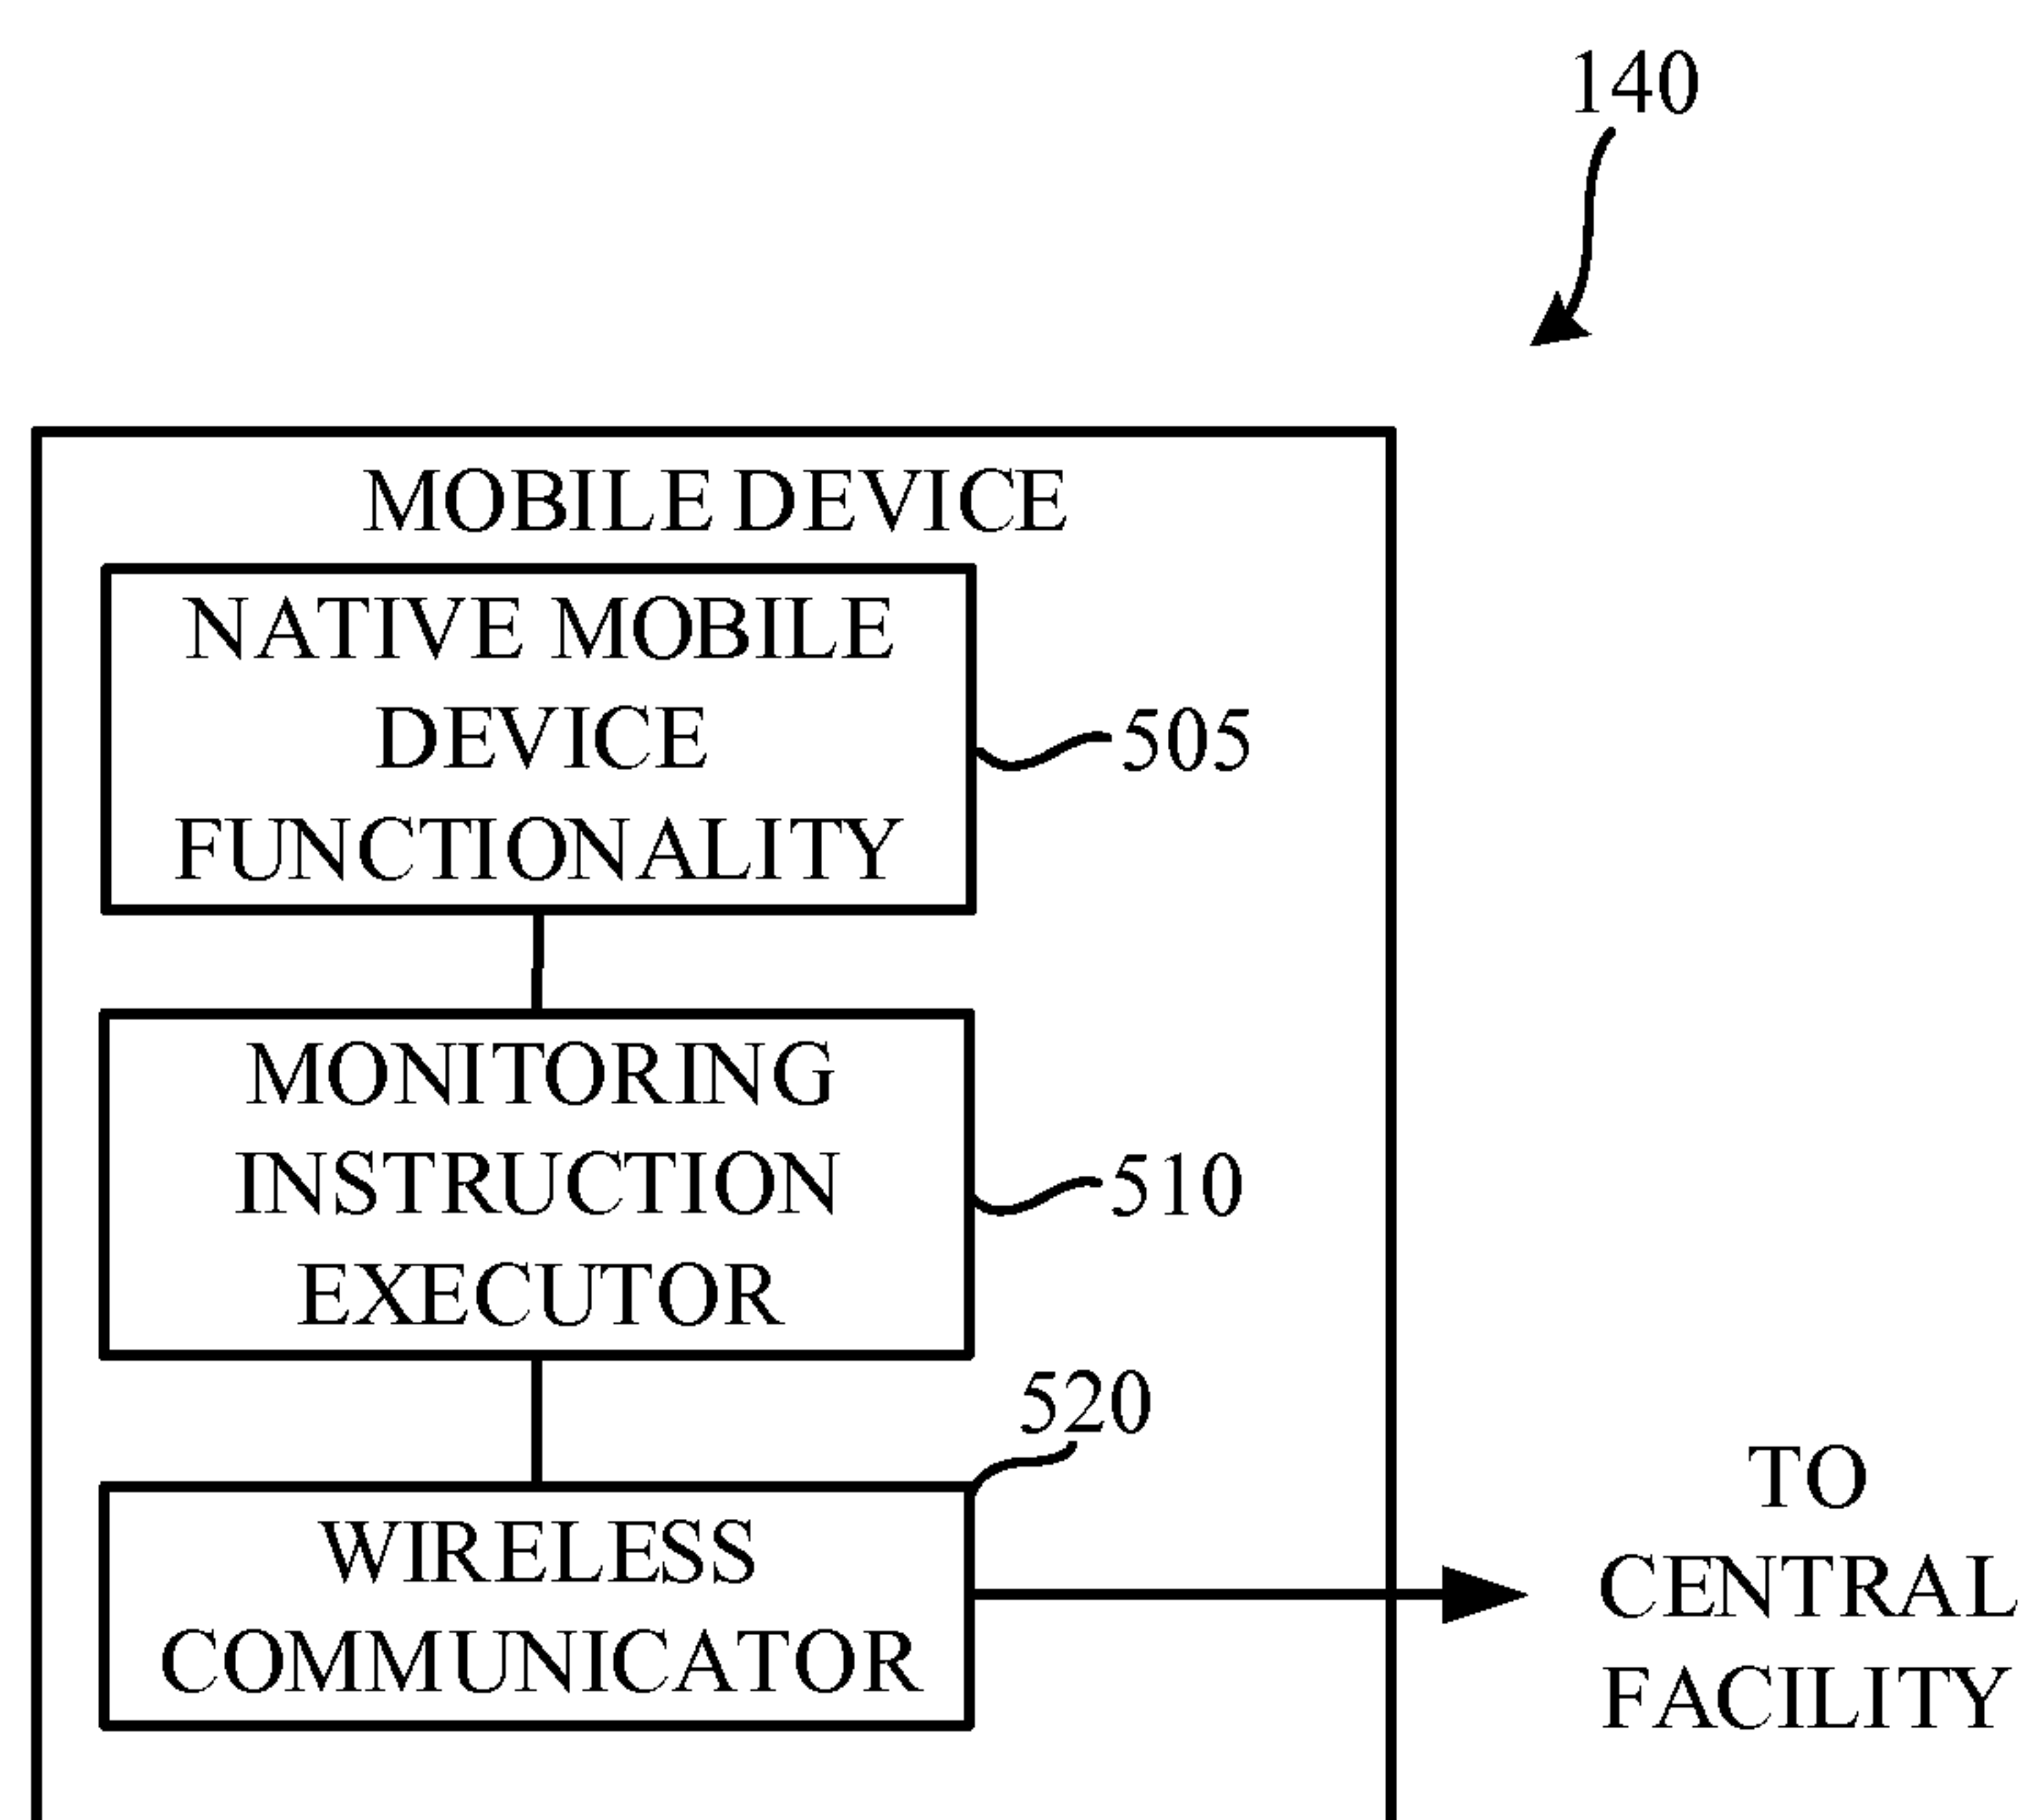 140
MOBILE DEVICE
NATIVE MOBILE
DEVICE
FUNCTIONALITY
505
MONITORING
INSTRUCTION
EXECUTOR
510
520
WIRELESS
COMMUNICATOR
TO
CENTRAL
FACILITY